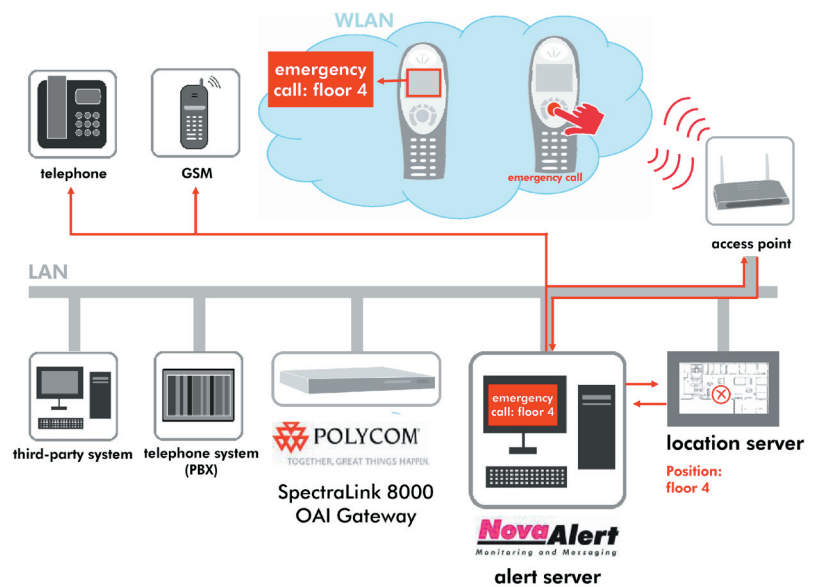 WLAN
emergency
call: floor 4
emergency call
telephone
GSM
access point
LAN
third-party system
telephone system
(PBX)
POLYCOM®
TOGETHER, GREAT THINGS HAPPEN.
SpectraLink 8000
OAI Gateway
emergency
call: floor 4
NovaAlert
Monitoring and Messaging
alert server
location server
Position:
floor 4